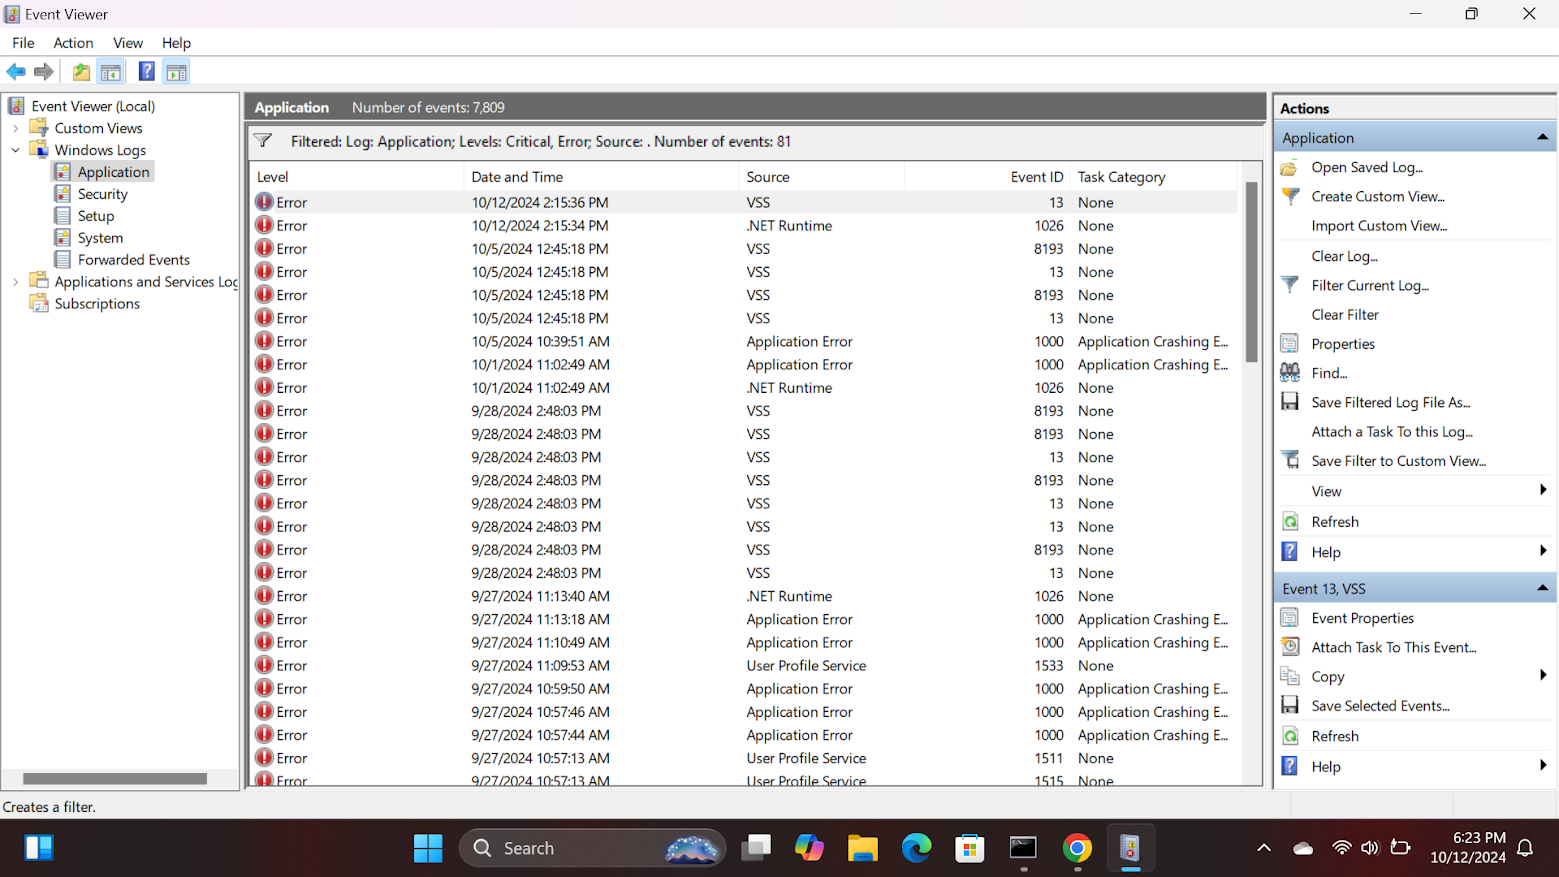 Event Viewer
File Action View Help
Event Viewer (Local)
Custom Views
Windows Logs
Application
Security
Setup
System
Forwarded Events
Applications and Services Log
Subscriptions
Application Number of events: 7,809
Filtered: Log: Application; Levels: Critical, Error; Source: . Number of events: 81
Level Date and Time Source Event ID Task Category
Error 10/12/2024 2:15:36 PM VSS 13 None
Error 10/12/2024 2:15:34 PM .NET Runtime 1026 None
Error 10/5/2024 12:45:18 PM VSS 8193 None
Error 10/5/2024 12:45:18 PM VSS 13 None
Error 10/5/2024 12:45:18 PM VSS 8193 None
Error 10/5/2024 12:45:18 PM VSS 13 None
Error 10/5/2024 10:39:51 AM Application Error 1000 Application Crashing E...
Error 10/1/2024 11:02:49 AM Application Error 1000 Application Crashing E...
Error 10/1/2024 11:02:49 AM .NET Runtime 1026 None
Error 9/28/2024 2:48:03 PM VSS 8193 None
Error 9/28/2024 2:48:03 PM VSS 8193 None
Error 9/28/2024 2:48:03 PM VSS 13 None
Error 9/28/2024 2:48:03 PM VSS 8193 None
Error 9/28/2024 2:48:03 PM VSS 13 None
Error 9/28/2024 2:48:03 PM VSS 13 None
Error 9/28/2024 2:48:03 PM VSS 8193 None
Error 9/28/2024 2:48:03 PM VSS 13 None
Error 9/27/2024 11:13:40 AM .NET Runtime 1026 None
Error 9/27/2024 11:13:18 AM Application Error 1000 Application Crashing E...
Error 9/27/2024 11:10:49 AM Application Error 1000 Application Crashing E...
Error 9/27/2024 11:09:53 AM User Profile Service 1533 None
Error 9/27/2024 10:59:50 AM Application Error 1000 Application Crashing E...
Error 9/27/2024 10:57:46 AM Application Error 1000 Application Crashing E...
Error 9/27/2024 10:57:44 AM Application Error 1000 Application Crashing E...
Error 9/27/2024 10:57:13 AM User Profile Service 1511 None
Error 9/27/2024 10:57:13 AM User Profile Service 1515 None
Actions
Application
Open Saved Log...
Create Custom View...
Import Custom View...
Clear Log...
Filter Current Log...
Clear Filter
Properties
Find...
Save Filtered Log File As...
Attach a Task To this Log...
Save Filter to Custom View...
View
Refresh
Help
Event 13, VSS
Event Properties
Attach Task To This Event...
Copy
Save Selected Events...
Refresh
Help
Creates a filter.
Search
6:23 PM
10/12/2024